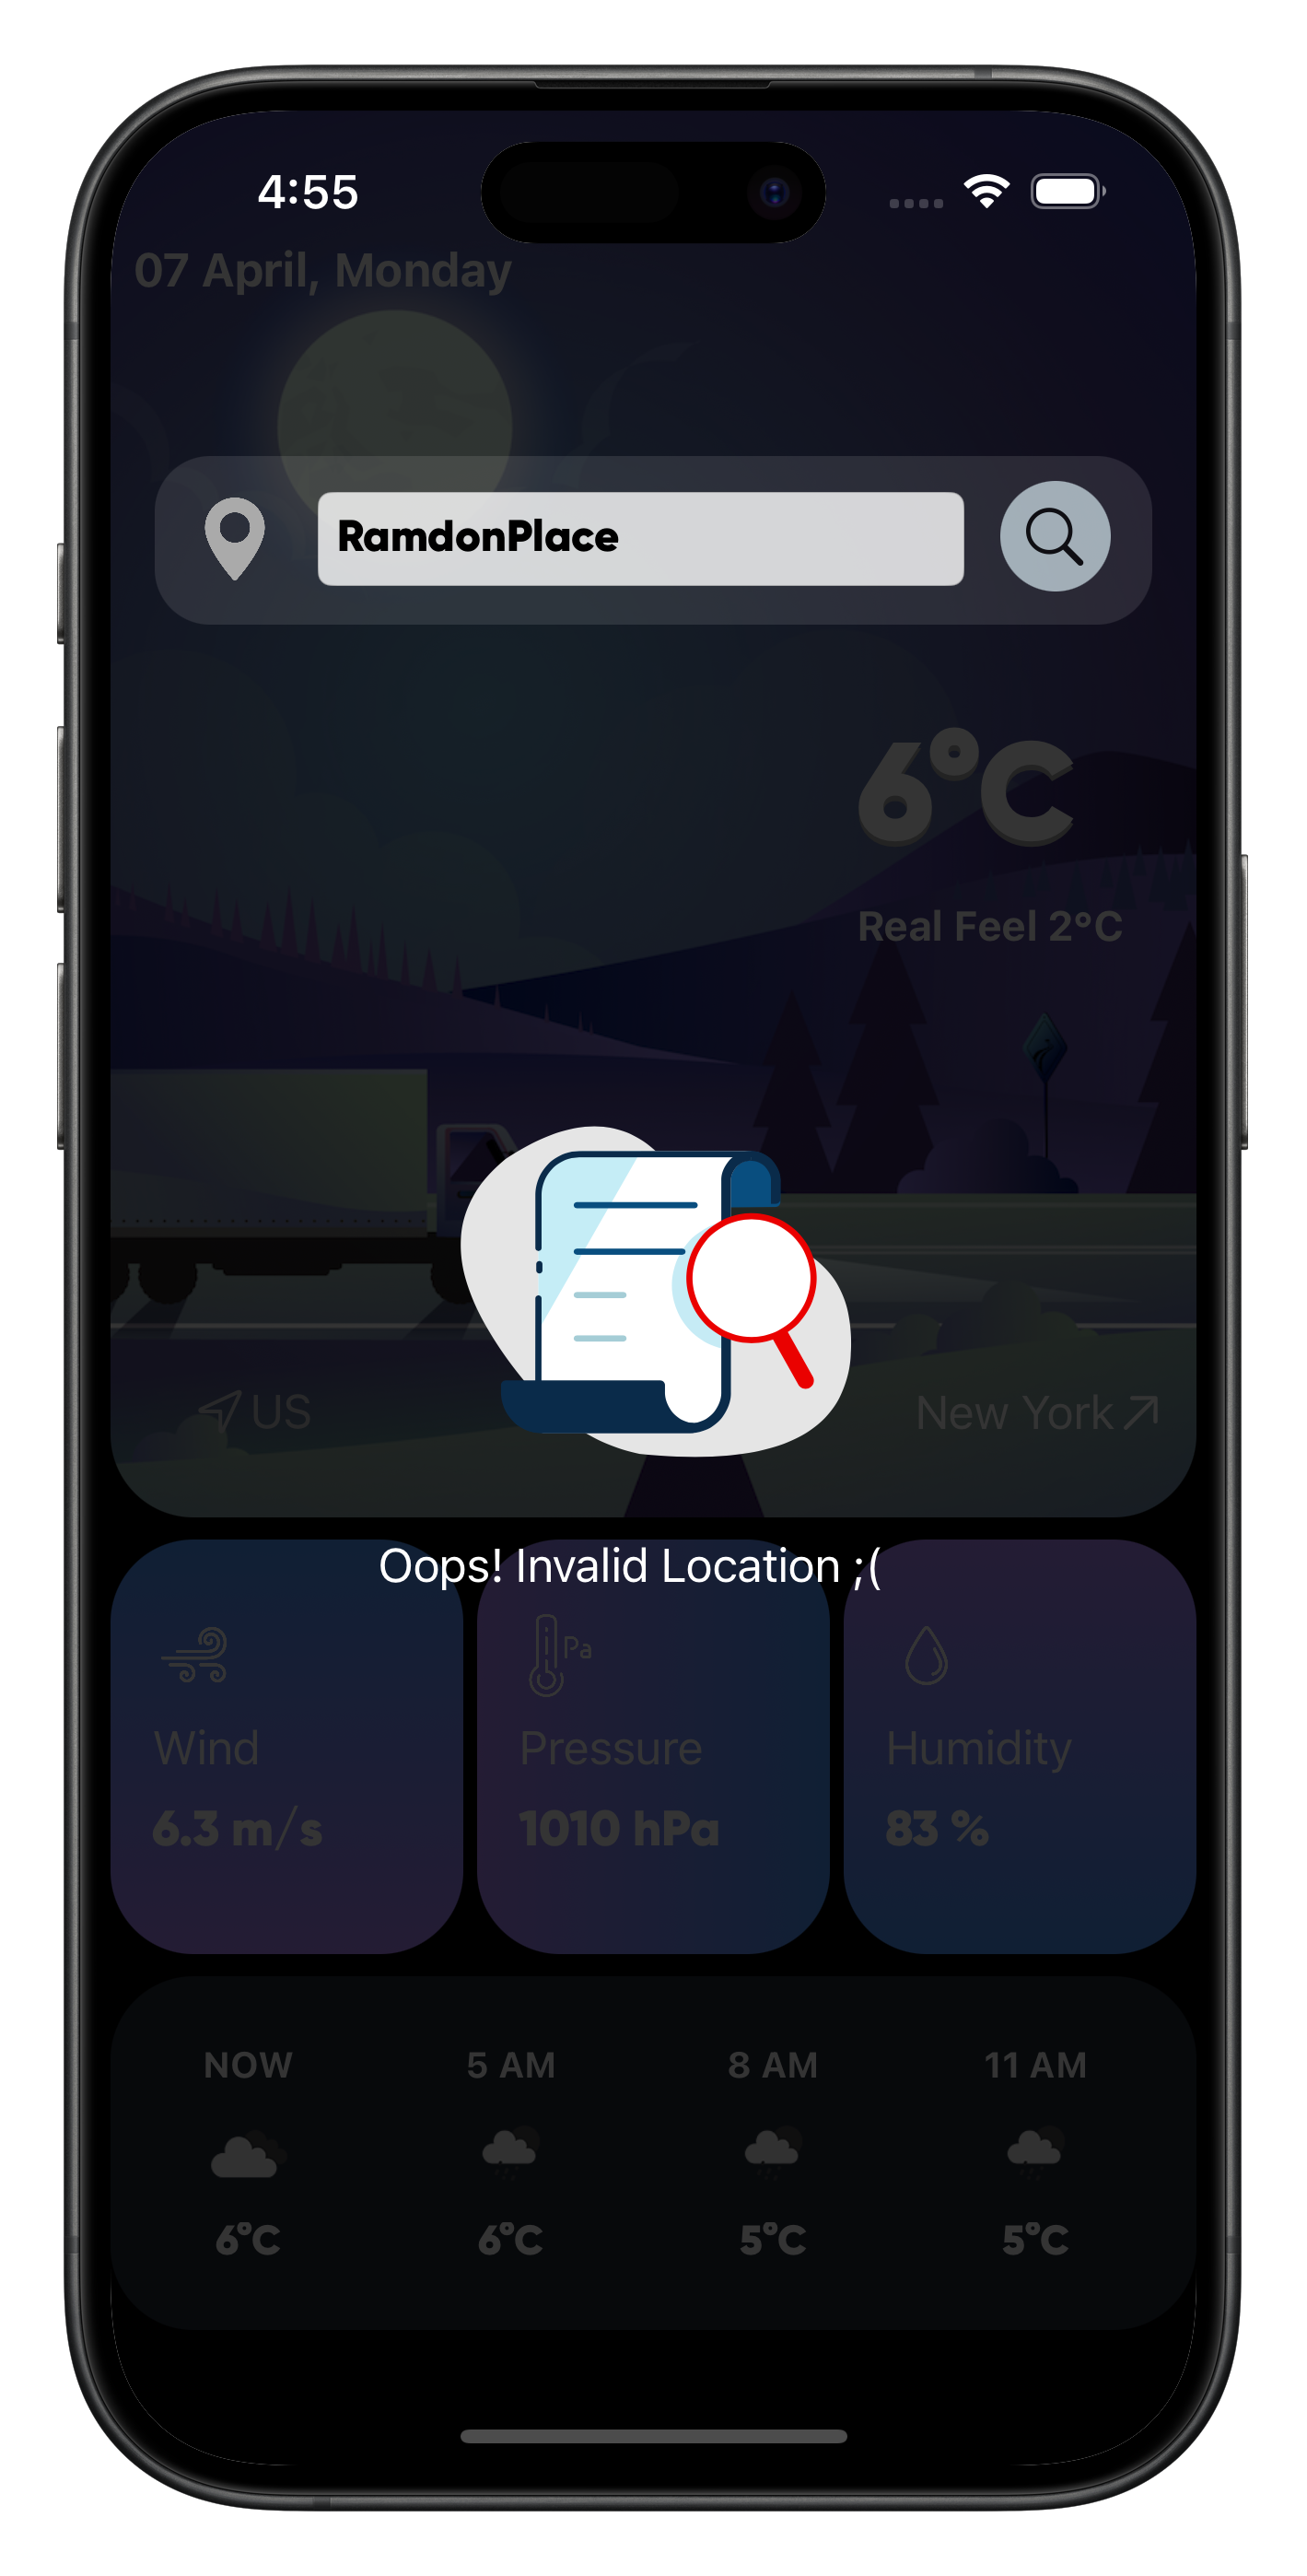 4:55
07 April, Monday
RamdonPlace
6°C
Real Feel 2°C
US New York
Oops! Invalid Location ;(
Pa
Wind Pressure Humidity
6.3 m/s 1010 hPa 83 %
NOW 5 AM 8 AM 11 AM
6°C 6°C 5°C 5°C